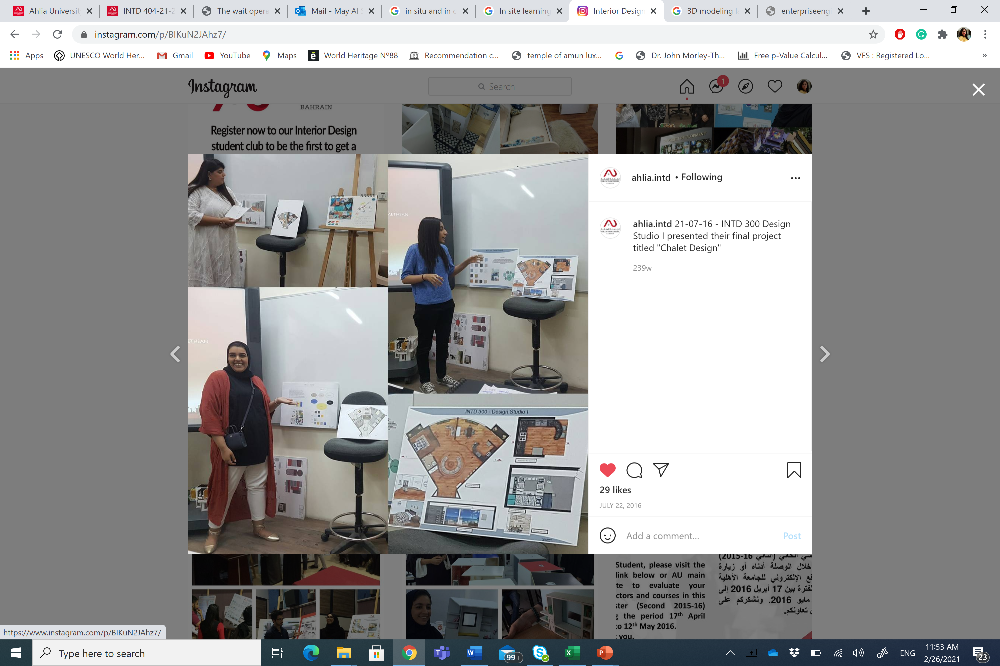 Ahlia Universit
INTD 404-21-2
The wait opera
Mail - May Al S
in situ and in c
In site learning
Interior Design
3D modeling la
enterpriseengi
instagram.com/p/BIKuN2JAhz7/
Apps
UNESCO World Her...
Gmail
YouTube
Maps
World Heritage Nº88
Recommendation c...
temple of amun lux...
Dr. John Morley-Th...
Free p-Value Calcul...
VFS : Registered Lo...
»
Instagram
Search
1
BAHRAIN
Register now to our Interior Design
student club to be the first to get a
PROJECT DEVELOPMENT
METHEAN
ETHEAN
INTD 300 - Design Studio I
ahlia.intd • Following
ahlia.intd 21-07-16 - INTD 300 Design
Studio I presented their final project
titled "Chalet Design"
239w
29 likes
JULY 22, 2016
Add a comment...
Post
Student, please visit the
link below or AU main
te to evaluate your
ctors and courses in this
ster (Second 2015-16)
the period 17th April
to 12th May 2016.
you.
سي الحالي (الثاني 16-2015)
خلال الوصلة أدناه أو زيارة
قع الإلكتروني للجامعة الأهلية
لفترة بين 17 أبريل 2016 إلى
مايو 2016. ونشكركم على
تعاونكم.
https://www.instagram.com/p/BIKuN2JAhz7/
Type here to search
99+
ENG
11:53 AM
2/26/2021
23